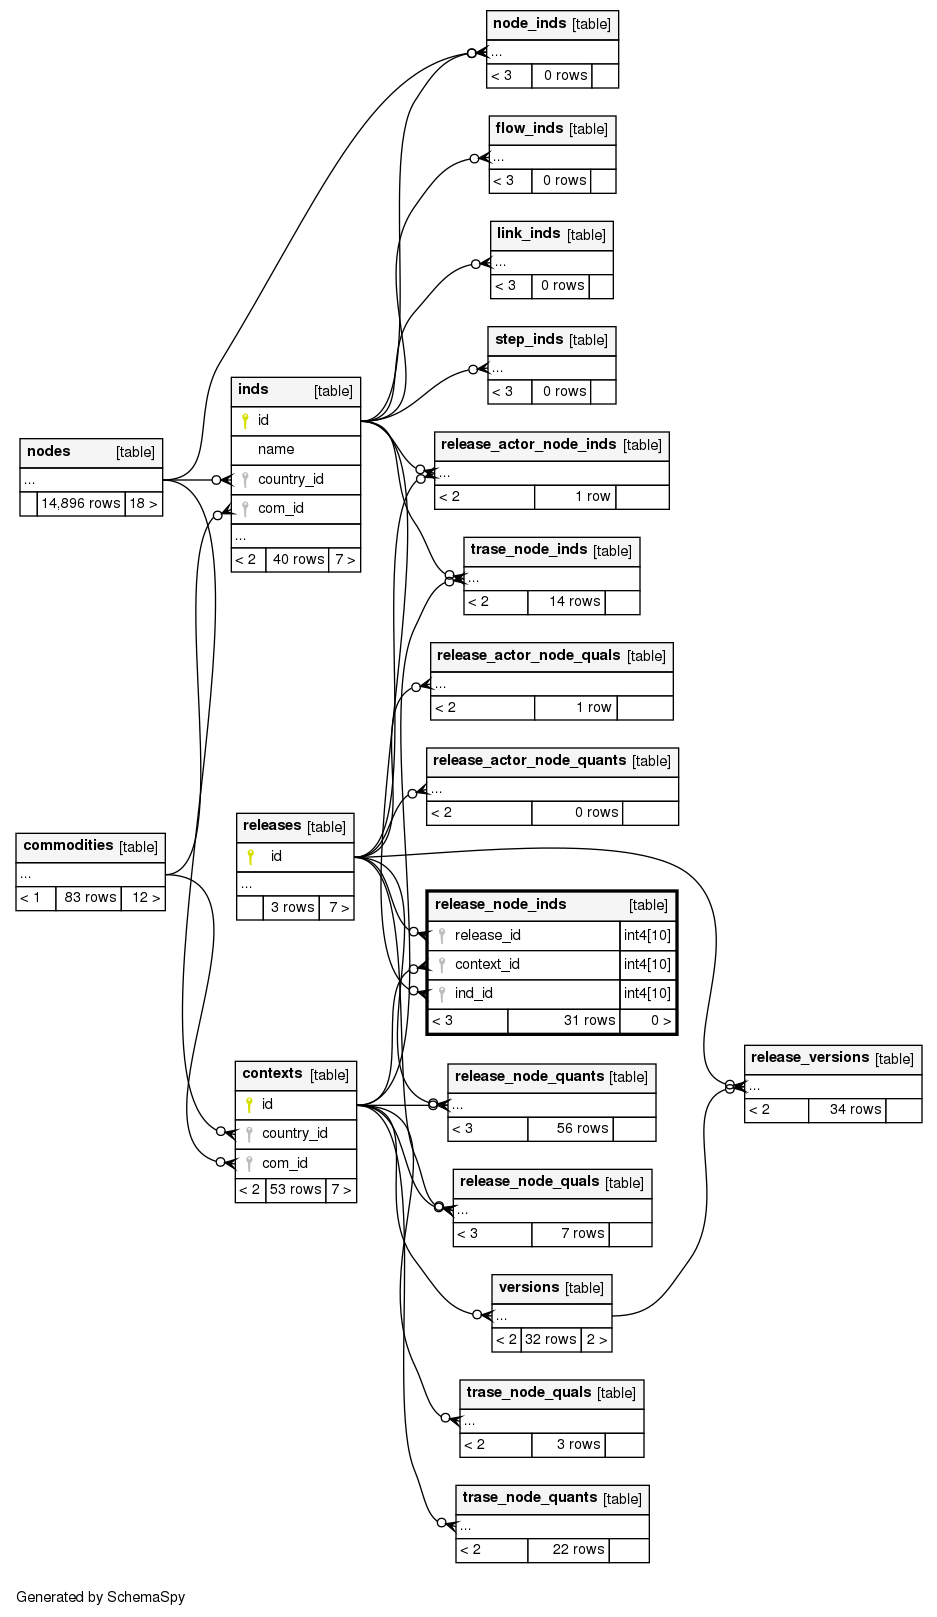 node_inds [table]
...
< 3 0 rows
flow_inds [table]
...
< 3 0 rows
link_inds [table]
...
< 3 0 rows
step_inds [table]
...
< 3 0 rows
inds [table]
id
name
country_id
com_id
...
< 2 40 rows 7 >
nodes [table]
...
14,896 rows 18 >
release_actor_node_inds [table]
...
< 2 1 row
trase_node_inds [table]
...
< 2 14 rows
release_actor_node_quals [table]
...
< 2 1 row
release_actor_node_quants [table]
...
< 2 0 rows
releases [table]
id
...
3 rows 7 >
commodities [table]
...
< 1 83 rows 12 >
release_node_inds [table]
release_id int4[10]
context_id int4[10]
ind_id int4[10]
< 3 31 rows 0 >
contexts [table]
id
country_id
com_id
< 2 53 rows 7 >
release_node_quants [table]
...
< 3 56 rows
release_versions [table]
...
< 2 34 rows
release_node_quals [table]
...
< 3 7 rows
versions [table]
...
< 2 32 rows 2 >
trase_node_quals [table]
...
< 2 3 rows
trase_node_quants [table]
...
< 2 22 rows
Generated by SchemaSpy